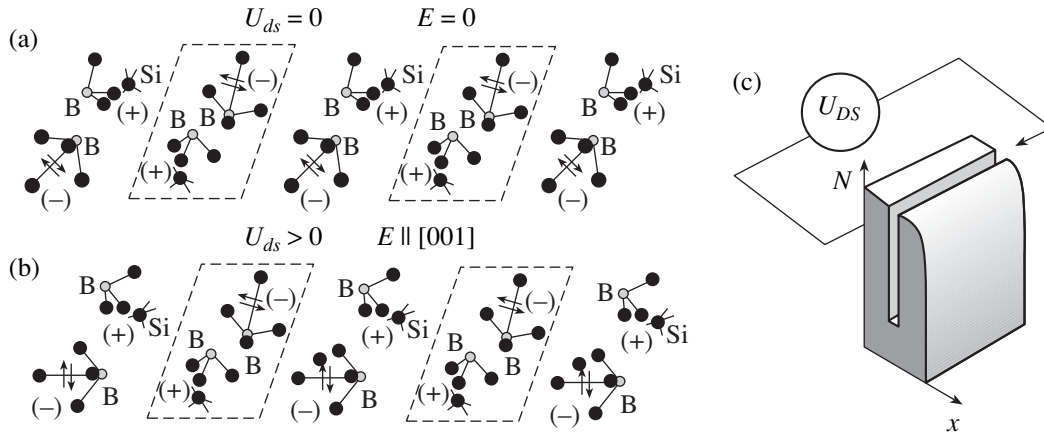 (a)
U_ds = 0
E = 0
Si
B
(+)
B
(–)
(–)
B
B
(+)
Si
B
(+)
B
(–)
(–)
B
B
(+)
Si
B
(+)
B
(–)
(b)
U_ds > 0
E || [001]
B
Si
(+)
B
(–)
(–)
B
B
(+)
B
Si
(+)
B
(–)
(–)
B
B
(+)
B
Si
(+)
B
(–)
(c)
U_DS
N
x